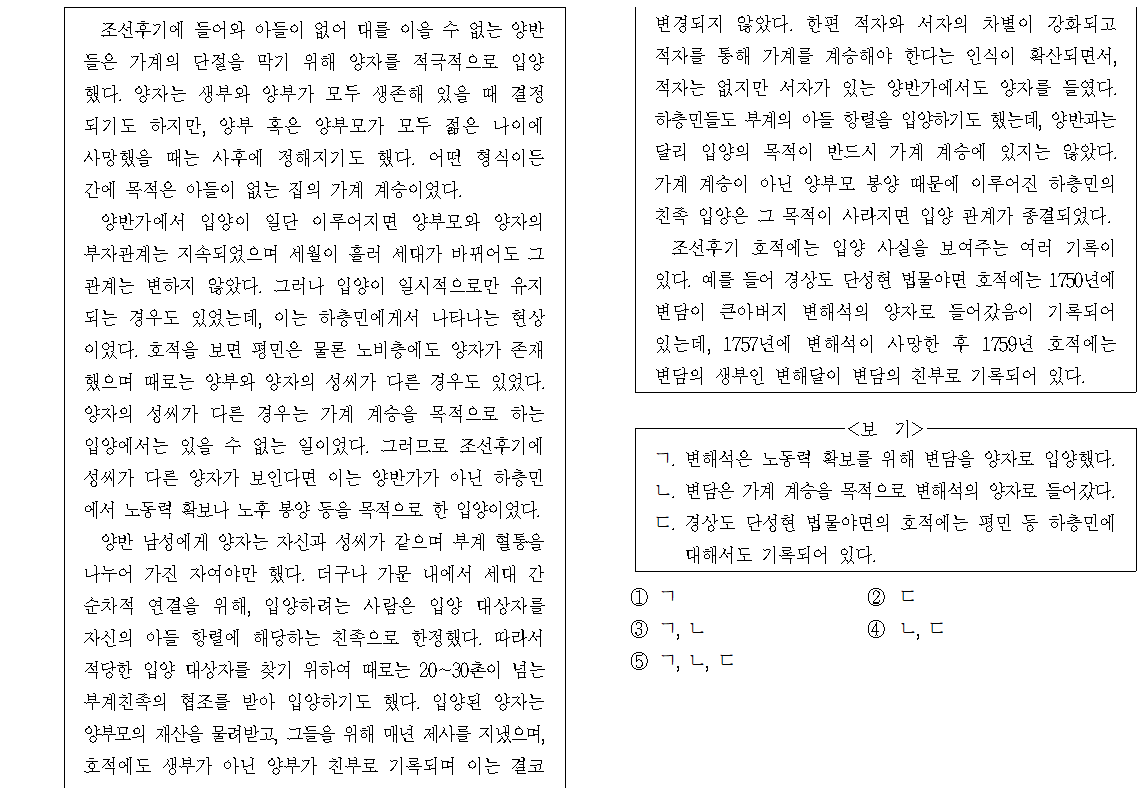 조선후기에 들어와 아들이 없어 대를 이을 수 없는 양반
들은 가계의 단절을 막기 위해 양자를 적극적으로 입양
했다. 양자는 생부와 양부가 모두 생존해 있을 때 결정
되기도 하지만, 양부 혹은 양부모가 모두 젊은 나이에
사망했을 때는 사후에 정해지기도 했다. 어떤 형식이든
간에 목적은 아들이 없는 집의 가계 계승이었다.
양반가에서 입양이 일단 이루어지면 양부모와 양자의
부자관계는 지속되었으며 세월이 흘러 세대가 바뀌어도 그
관계는 변하지 않았다. 그러나 입양이 일시적으로만 유지
되는 경우도 있었는데, 이는 하층민에게서 나타나는 현상
이었다. 호적을 보면 평민은 물론 노비층에도 양자가 존재
했으며 때로는 양부와 양자의 성씨가 다른 경우도 있었다.
양자의 성씨가 다른 경우는 가계 계승을 목적으로 하는
입양에서는 있을 수 없는 일이었다. 그러므로 조선후기에
성씨가 다른 양자가 보인다면 이는 양반가가 아닌 하층민
에서 노동력 확보나 노후 봉양 등을 목적으로 한 입양이었다.
양반 남성에게 양자는 자신과 성씨가 같으며 부계 혈통을
나누어 가진 자여야만 했다. 더구나 가문 내에서 세대 간
순차적 연결을 위해, 입양하려는 사람은 입양 대상자를
자신의 아들 항렬에 해당하는 친족으로 한정했다. 따라서
적당한 입양 대상자를 찾기 위하여 때로는 20～30촌이 넘는
부계친족의 협조를 받아 입양하기도 했다. 입양된 양자는
양부모의 재산을 물려받고, 그들을 위해 매년 제사를 지냈으며,
호적에도 생부가 아닌 양부가 친부로 기록되며 이는 결코
변경되지 않았다. 한편 적자와 서자의 차별이 강화되고
적자를 통해 가계를 계승해야 한다는 인식이 확산되면서,
적자는 없지만 서자가 있는 양반가에서도 양자를 들였다.
하층민들도 부계의 아들 항렬을 입양하기도 했는데, 양반과는
달리 입양의 목적이 반드시 가계 계승에 있지는 않았다.
가계 계승이 아닌 양부모 봉양 때문에 이루어진 하층민의
친족 입양은 그 목적이 사라지면 입양 관계가 종결되었다.
조선후기 호적에는 입양 사실을 보여주는 여러 기록이
있다. 예를 들어 경상도 단성현 법물야면 호적에는 1750년에
변담이 큰아버지 변해석의 양자로 들어갔음이 기록되어
있는데, 1757년에 변해석이 사망한 후 1759년 호적에는
변담의 생부인 변해달이 변담의 친부로 기록되어 있다.
<보 기>
ㄱ. 변해석은 노동력 확보를 위해 변담을 양자로 입양했다.
ㄴ. 변담은 가계 계승을 목적으로 변해석의 양자로 들어갔다.
ㄷ. 경상도 단성현 법물야면의 호적에는 평민 등 하층민에
대해서도 기록되어 있다.
① ㄱ
② ㄷ
③ ㄱ, ㄴ
④ ㄴ, ㄷ
⑤ ㄱ, ㄴ, ㄷ